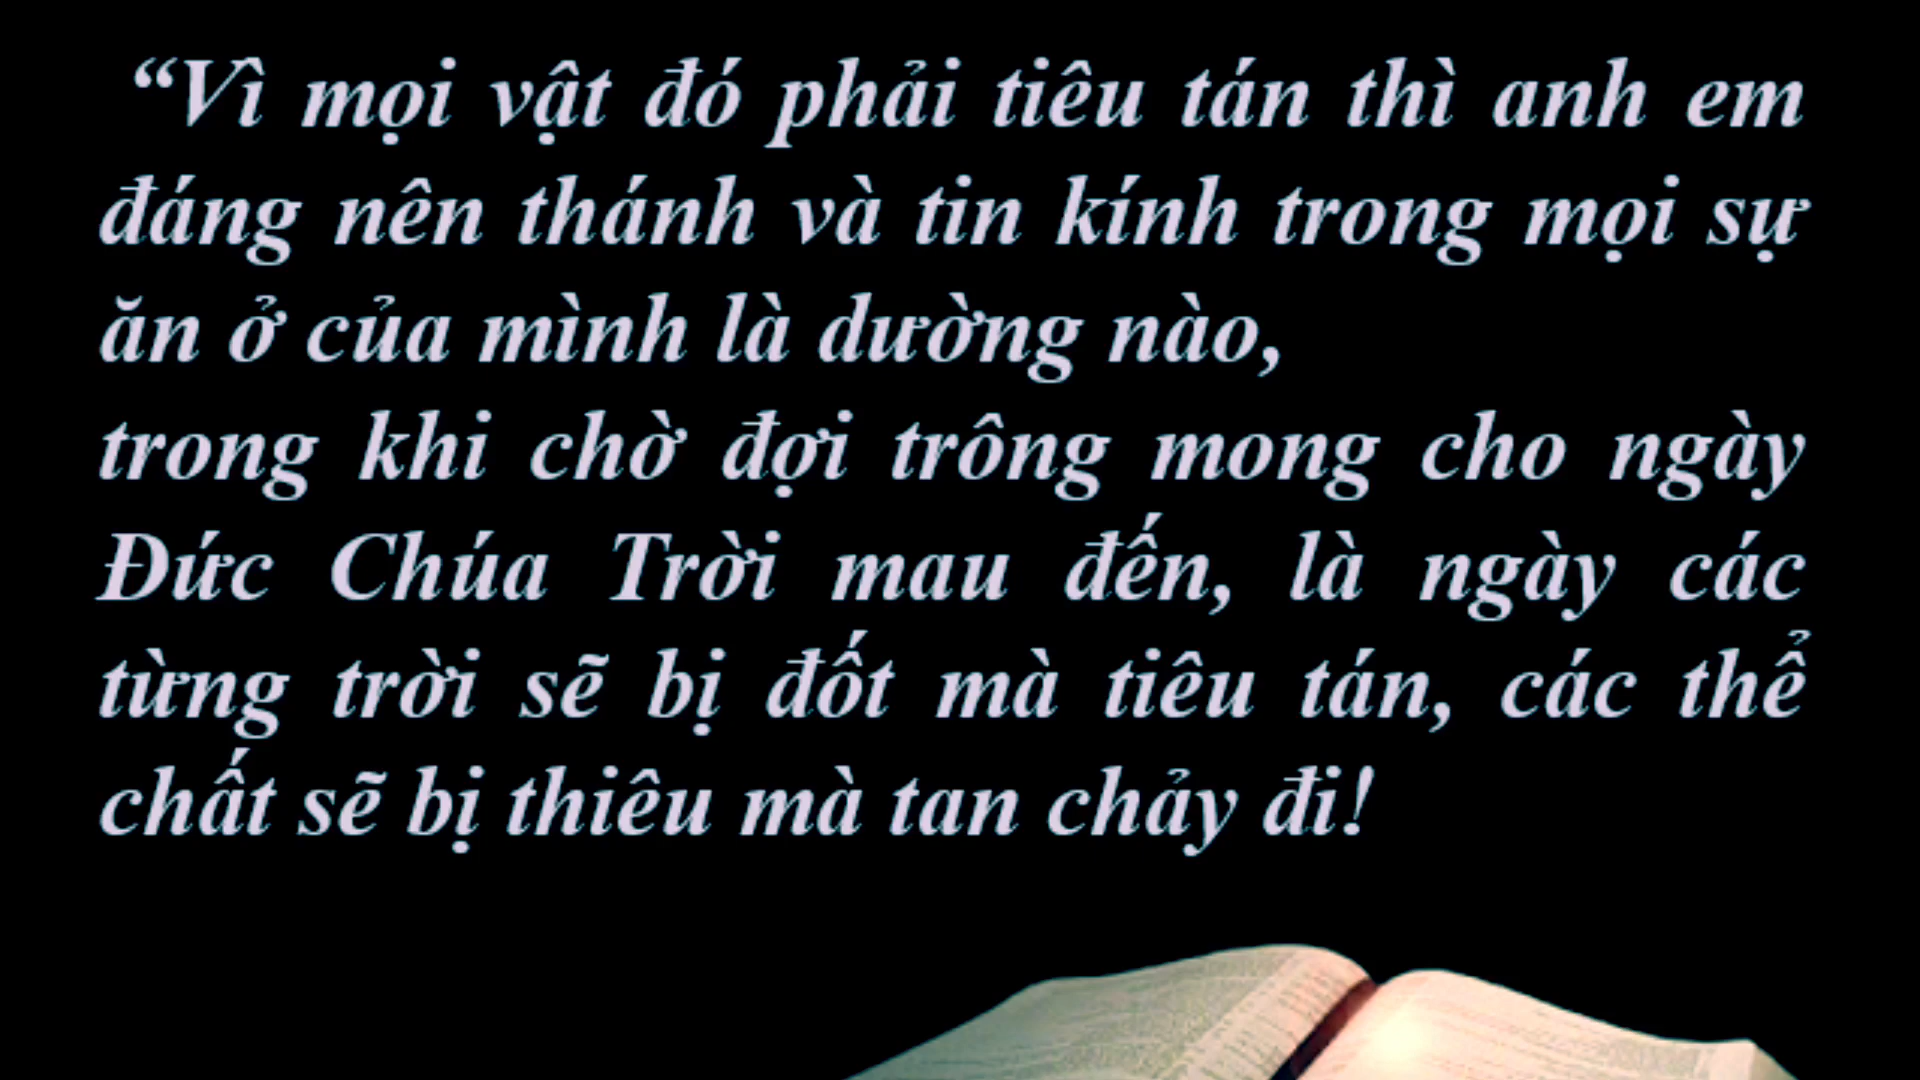 “Vì mọi vật đó phải tiêu tán thì anh em
đáng nên thánh và tin kính trong mọi sự
ăn ở của mình là dường nào,
trong khi chờ đợi trông mong cho ngày
Đức Chúa Trời mau đến, là ngày các
từng trời sẽ bị đốt mà tiêu tán, các thể
chất sẽ bị thiêu mà tan chảy đi!